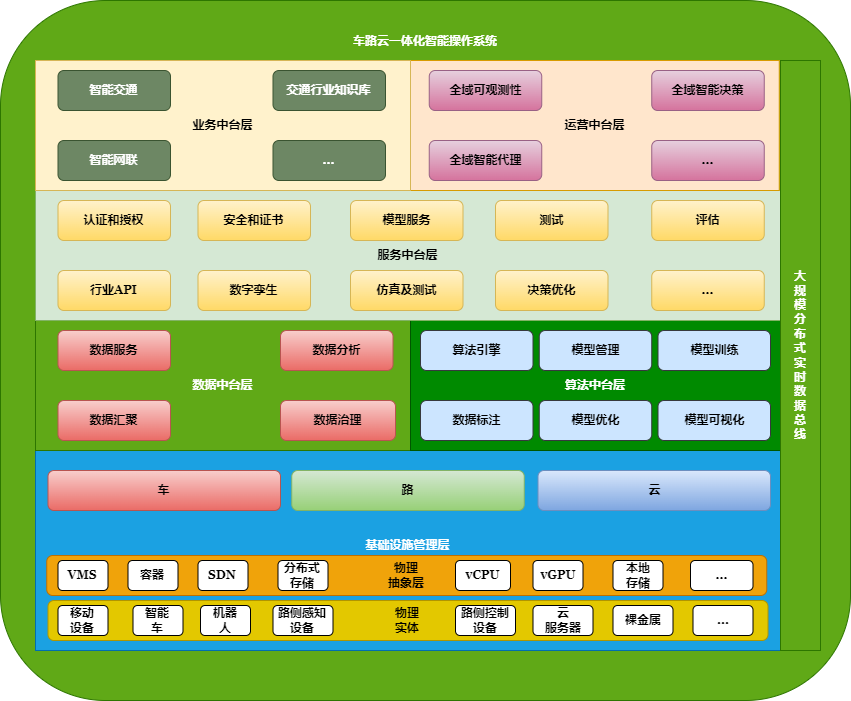 车路云一体化智能操作系统
智能交通
交通行业知识库
业务中台层
智能网联
...
全域可观测性
全域智能决策
运营中台层
全域智能代理
...
认证和授权
安全和证书
模型服务
测试
评估
服务中台层
行业API
数字孪生
仿真及测试
决策优化
...
数据服务
数据分析
数据中台层
数据汇聚
数据治理
算法引擎
模型管理
模型训练
算法中台层
数据标注
模型优化
模型可视化
车
路
云
基础设施管理层
VMS
容器
SDN
分布式
存储
物理
抽象层
vCPU
vGPU
本地
存储
...
移动
设备
智能
车
机器
人
路侧感知
设备
物理
实体
路侧控制
设备
云
服务器
裸金属
...
大规模分布式实时数据总线